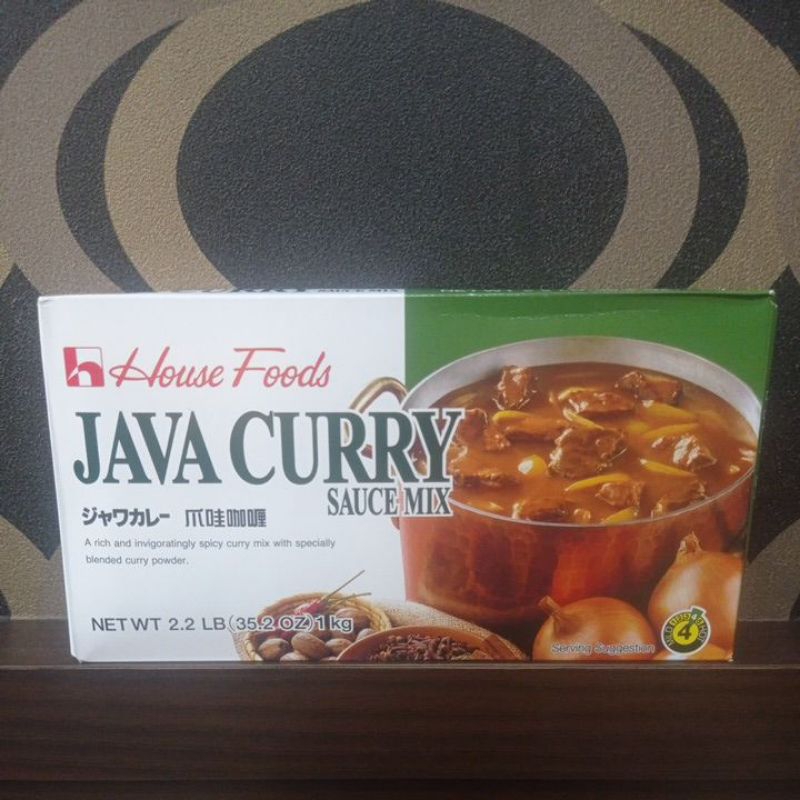 House Foods
JAVA CURRY
SAUCE MIX
ジャワカレー 爪哇咖喱
A rich and invigoratingly spicy curry mix with specially
blended curry powder.
NET WT 2.2 LB (35.2 OZ) 1 kg
Serving Suggestion
4